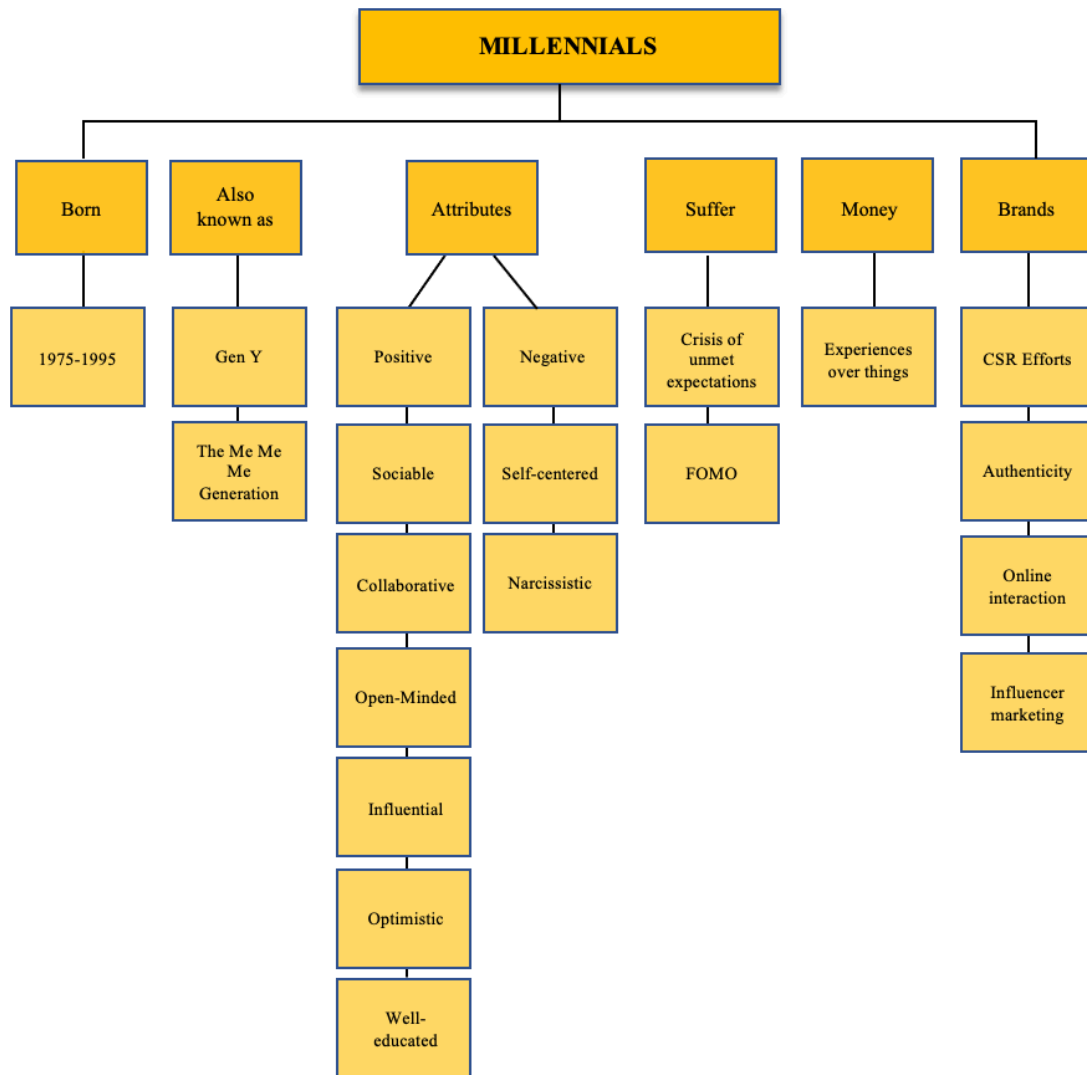 MILLENNIALS
Born
Also
known as
Attributes
Suffer
Money
Brands
1975-1995
Gen Y
Positive
Negative
Crisis of
unmet
expectations
Experiences
over things
CSR Efforts
The Me Me
Me
Generation
Sociable
Self-centered
FOMO
Authenticity
Collaborative
Narcissistic
Online
interaction
Open-Minded
Influencer
marketing
Influential
Optimistic
Well-
educated